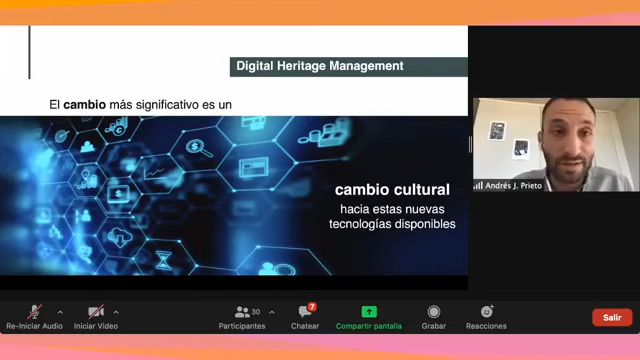 Digital Heritage Management
El cambio más significativo es un
cambio cultural
hacia estas nuevas
tecnologías disponibles
Andrés J. Prieto
Re-Iniciar Audio
Iniciar Video
30
Participantes
7
Chatear
Compartir pantalla
Grabar
Reacciones
Salir